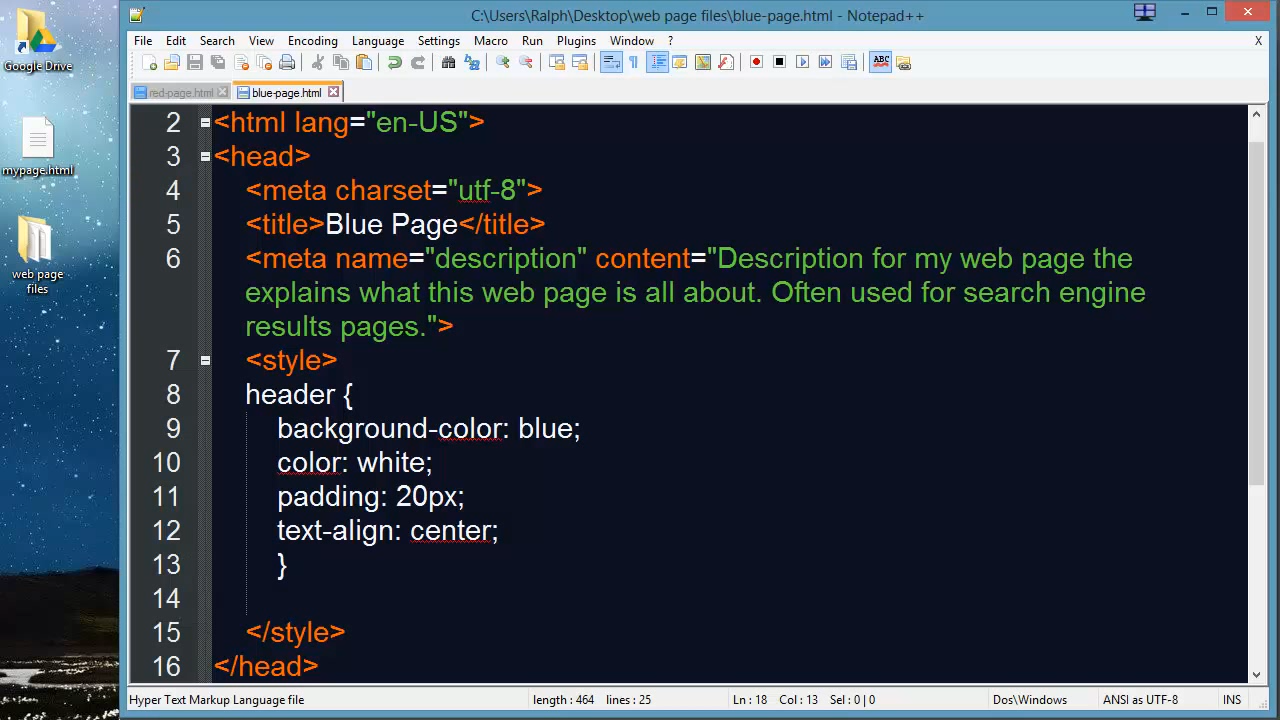 C:\Users\Ralph\Desktop\web page files\blue-page.html - Notepad++
File Edit Search View Encoding Language Settings Macro Run Plugins Window ? X
ABC
red-page.html blue-page.html
2 <html lang="en-US">
3 <head>
4 <meta charset="utf-8">
5 <title>Blue Page</title>
6 <meta name="description" content="Description for my web page the
explains what this web page is all about. Often used for search engine
results pages.">
7 <style>
8 header {
9 background-color: blue;
10 color: white;
11 padding: 20px;
12 text-align: center;
13 }
14
15 </style>
16 </head>
Hyper Text Markup Language file length : 464 lines : 25 Ln : 18 Col : 13 Sel : 0 | 0 Dos\Windows ANSI as UTF-8 INS
Google Drive
mypage.html
web page
files